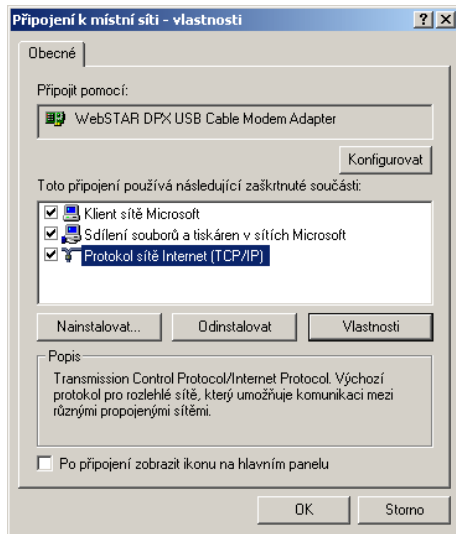 Připojení k místní síti - vlastnosti
Obecné
Připojit pomocí:
WebSTAR DPX USB Cable Modem Adapter
Konfigurovat
Toto připojení používá následující zaškrtnuté součásti:
Klient sítě Microsoft
Sdílení souborů a tiskáren v sítích Microsoft
Protokol sítě Internet (TCP/IP)
Nainstalovat... Odinstalovat Vlastnosti
Popis
Transmission Control Protocol/Internet Protocol. Výchozí
protokol pro rozlehlé sítě, který umožňuje komunikaci mezi
různými propojenými sítěmi.
Po připojení zobrazit ikonu na hlavním panelu
OK Storno